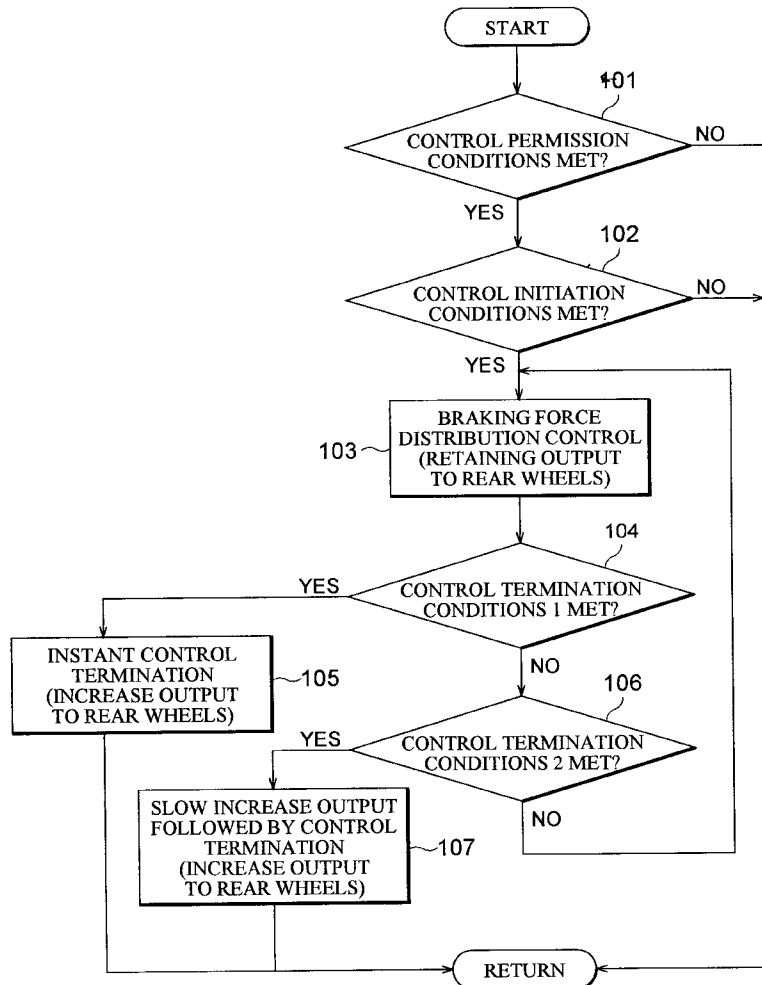 START
101
CONTROL PERMISSION
CONDITIONS MET?
NO
YES
102
CONTROL INITIATION
CONDITIONS MET?
NO
YES
103
BRAKING FORCE
DISTRIBUTION CONTROL
(RETAINING OUTPUT
TO REAR WHEELS)
104
YES
CONTROL TERMINATION
CONDITIONS 1 MET?
NO
INSTANT CONTROL
TERMINATION
(INCREASE OUTPUT
TO REAR WHEELS)
105
106
YES
CONTROL TERMINATION
CONDITIONS 2 MET?
NO
SLOW INCREASE OUTPUT
FOLLOWED BY CONTROL
TERMINATION
(INCREASE OUTPUT
TO REAR WHEELS)
107
RETURN